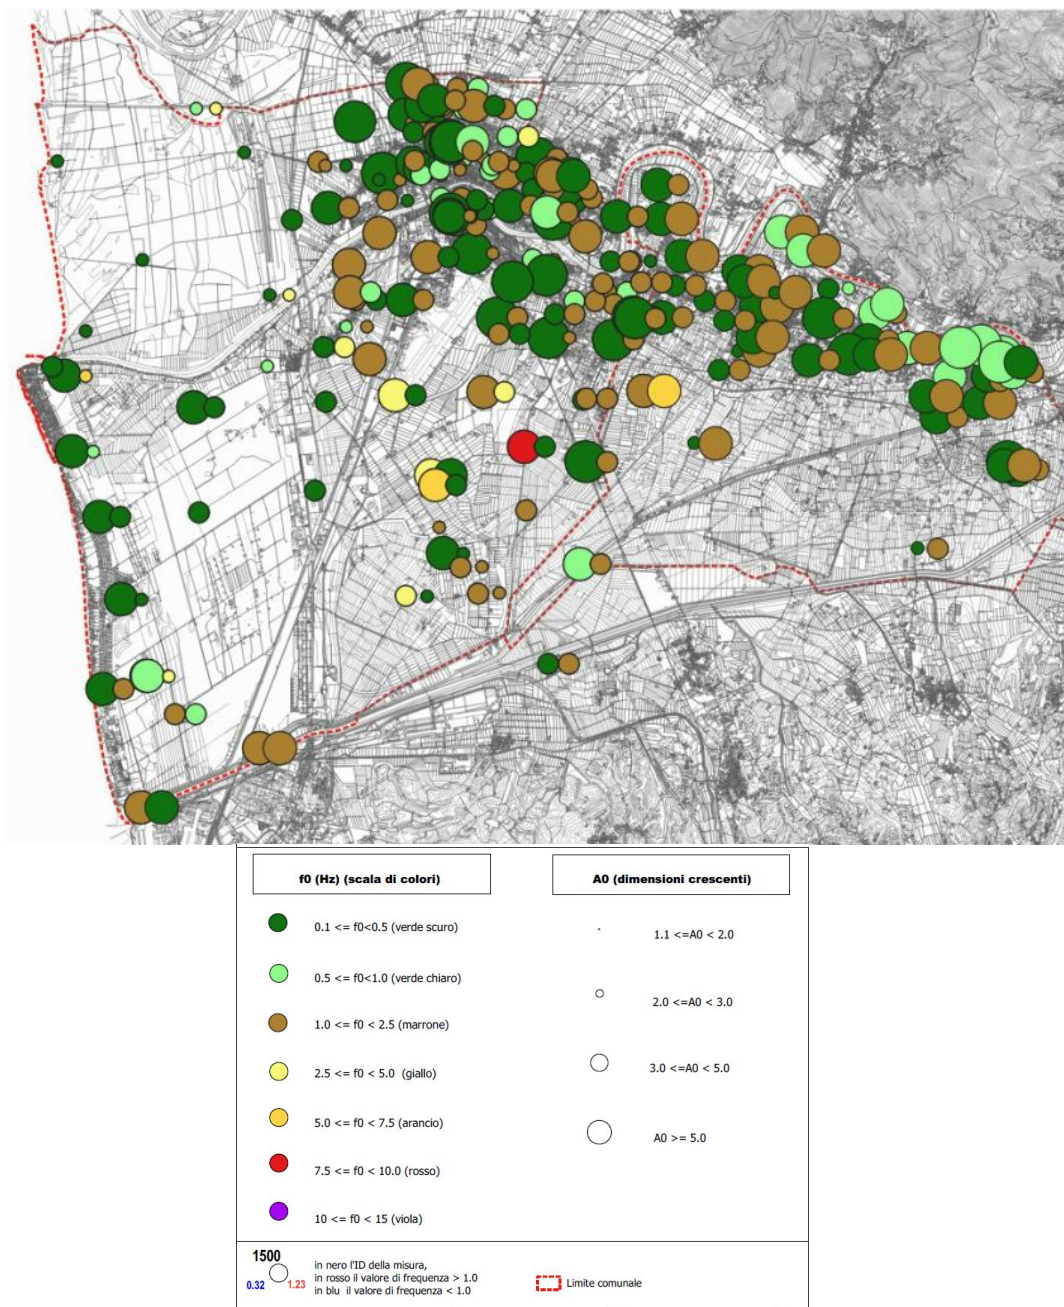 f0 (Hz) (scala di colori)
0.1 <= f0<0.5 (verde scuro)
0.5 <= f0<1.0 (verde chiaro)
1.0 <= f0 < 2.5 (marrone)
2.5 <= f0 < 5.0 (giallo)
5.0 <= f0 < 7.5 (arancio)
7.5 <= f0 < 10.0 (rosso)
10 <= f0 < 15 (viola)
A0 (dimensioni crescenti)
1.1 <=A0 < 2.0
2.0 <=A0 < 3.0
3.0 <=A0 < 5.0
A0 >= 5.0
1500
0.32 1.23
in nero l'ID della misura,
in rosso il valore di frequenza > 1.0
in blu il valore di frequenza < 1.0
Limite comunale